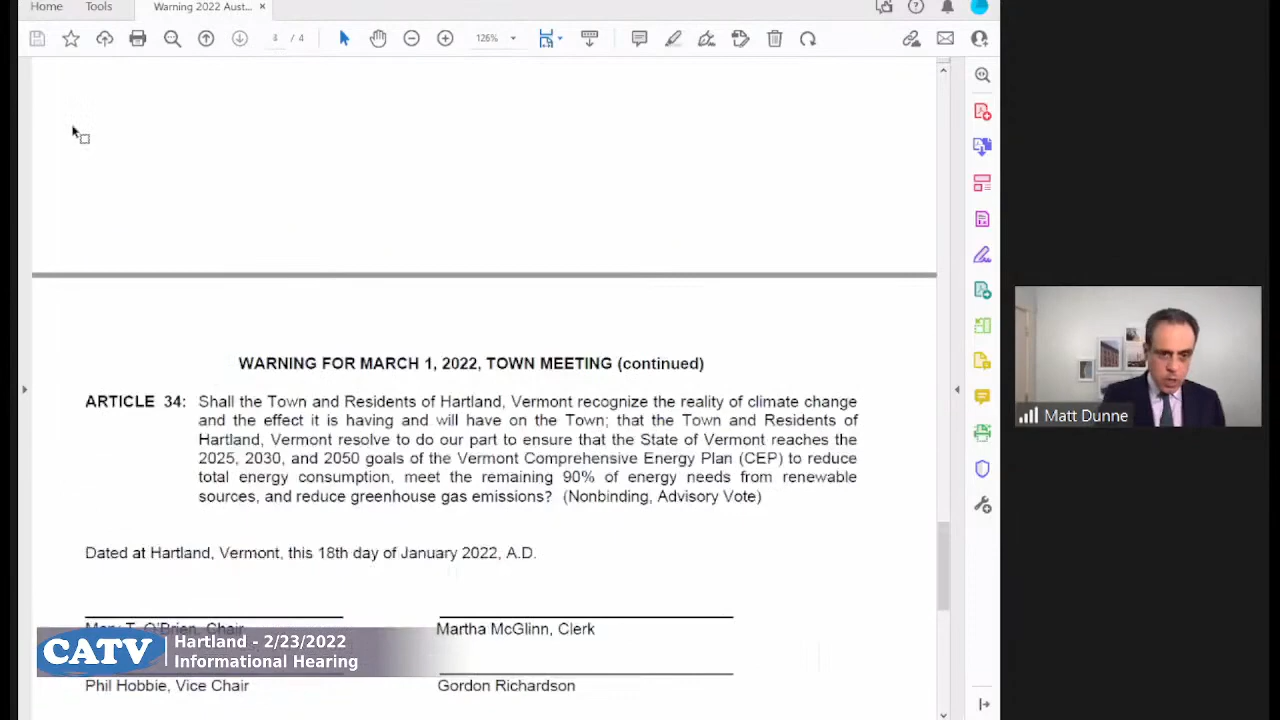 Home Tools Warning 2022 Aust... ×
3 / 4 126%
WARNING FOR MARCH 1, 2022, TOWN MEETING (continued)
ARTICLE 34: Shall the Town and Residents of Hartland, Vermont recognize the reality of climate change
and the effect it is having and will have on the Town; that the Town and Residents of
Hartland, Vermont resolve to do our part to ensure that the State of Vermont reaches the
2025, 2030, and 2050 goals of the Vermont Comprehensive Energy Plan (CEP) to reduce
total energy consumption, meet the remaining 90% of energy needs from renewable
sources, and reduce greenhouse gas emissions? (Nonbinding, Advisory Vote)
Matt Dunne
Dated at Hartland, Vermont, this 18th day of January 2022, A.D.
Mary T. O'Brien, Chair Martha McGlinn, Clerk
CATV
Hartland - 2/23/2022
Informational Hearing
Phil Hobbie, Vice Chair Gordon Richardson